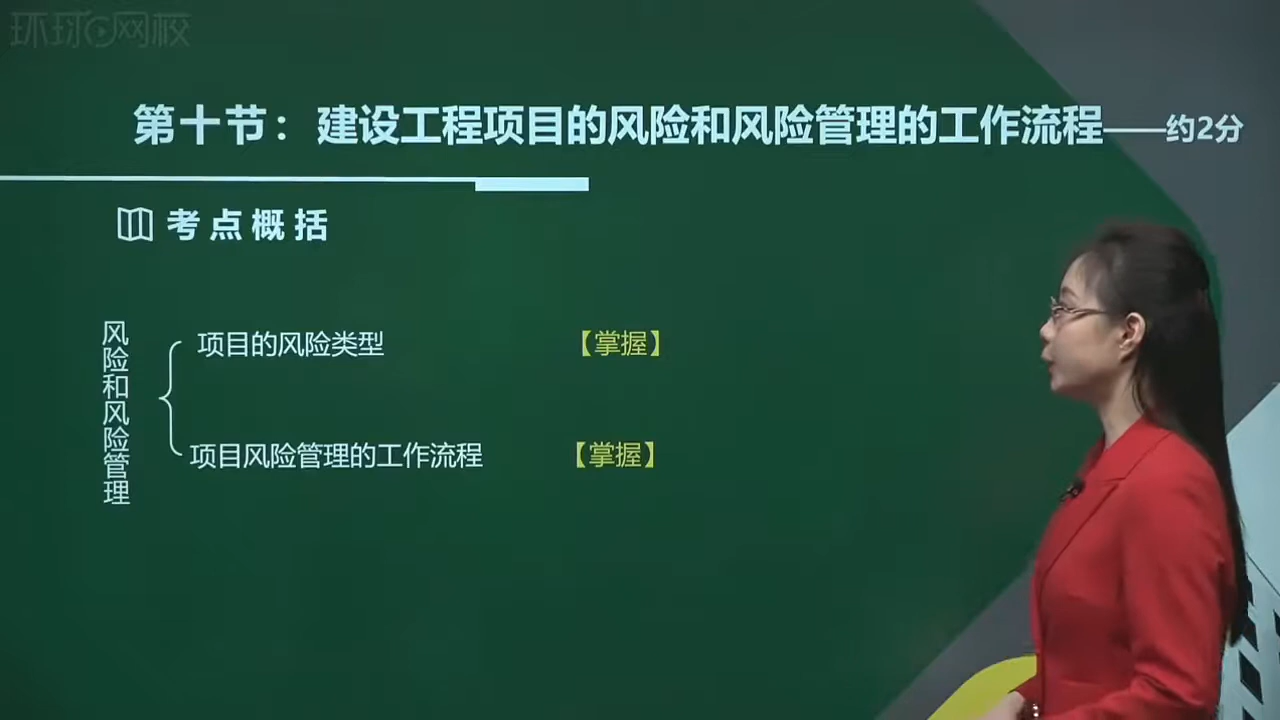 环球网校
第十节：建设工程项目的风险和风险管理的工作流程——约2分
考点概括
风险和风险管理
项目的风险类型 【掌握】
项目风险管理的工作流程 【掌握】